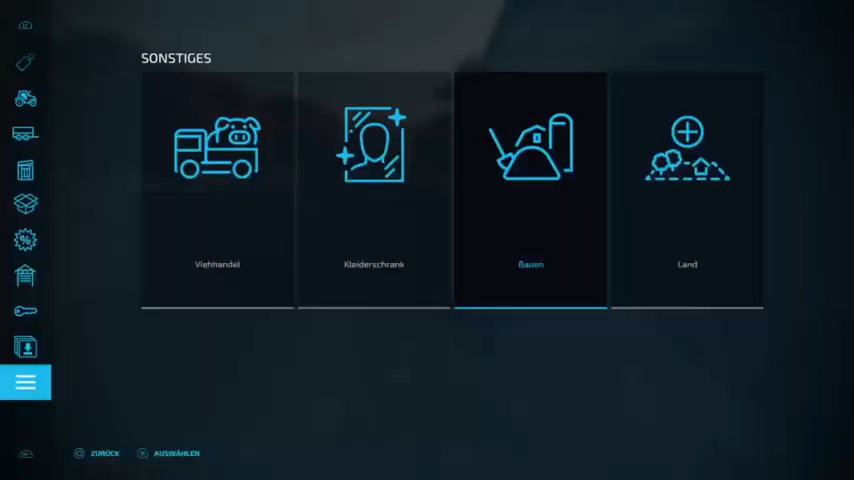 SONSTIGES
Viehhandel
Kleiderschrank
Bauen
Land
ZURÜCK
AUSWÄHLEN